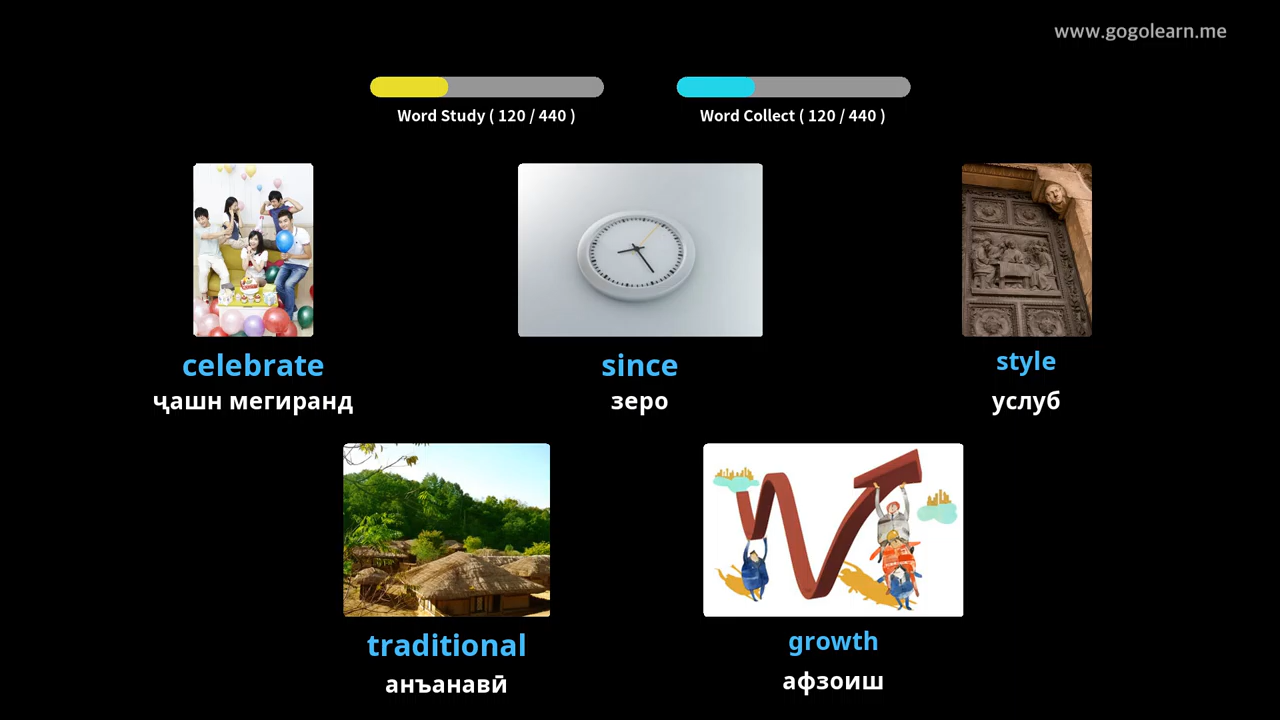 www.gogolearn.me
Word Study ( 120 / 440 )
Word Collect ( 120 / 440 )
celebrate
ҷашн мегиранд
since
зеро
style
услуб
traditional
анъанавӣ
growth
афзоиш